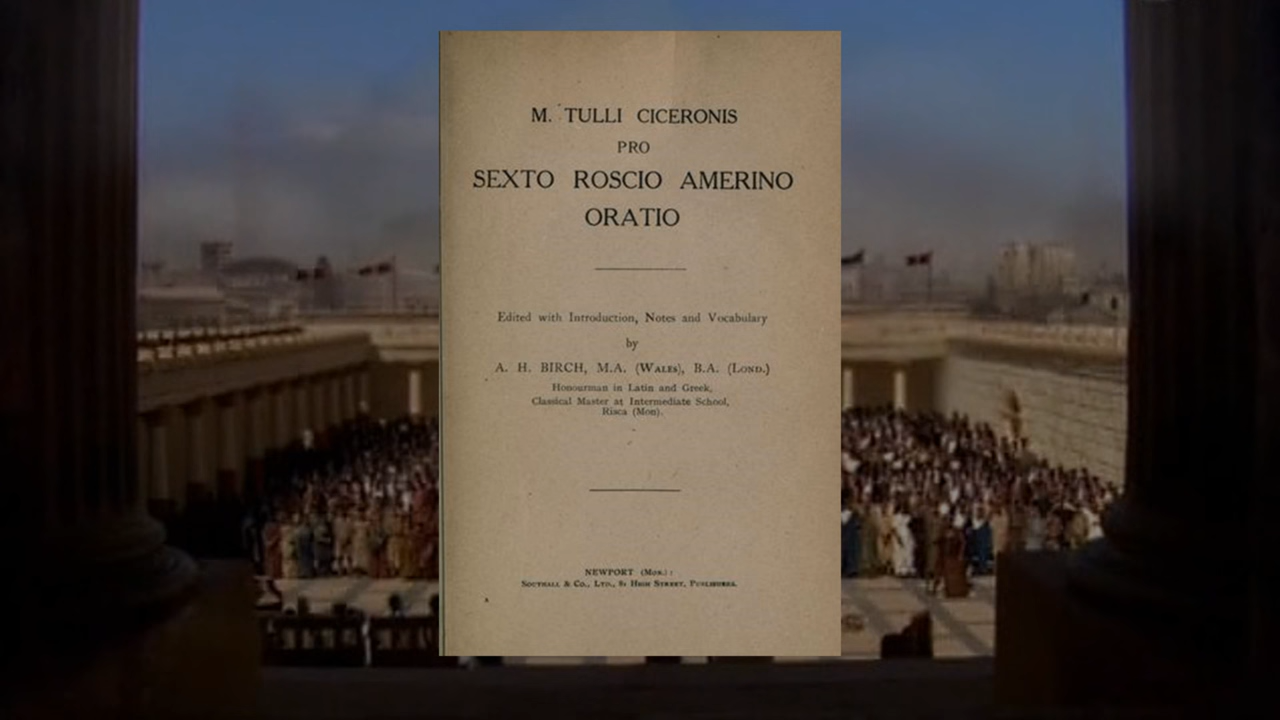 M. TULLI CICERONIS
PRO
SEXTO ROSCIO AMERINO
ORATIO
Edited with Introduction, Notes and Vocabulary
by
A. H. BIRCH, M.A. (WALES), B.A. (LOND.)
Honourman in Latin and Greek,
Classical Master at Intermediate School,
Risca (Mon).
NEWPORT (MON.) :
SOUTHALL & CO., LTD., 81 HIGH STREET, PUBLISHERS.